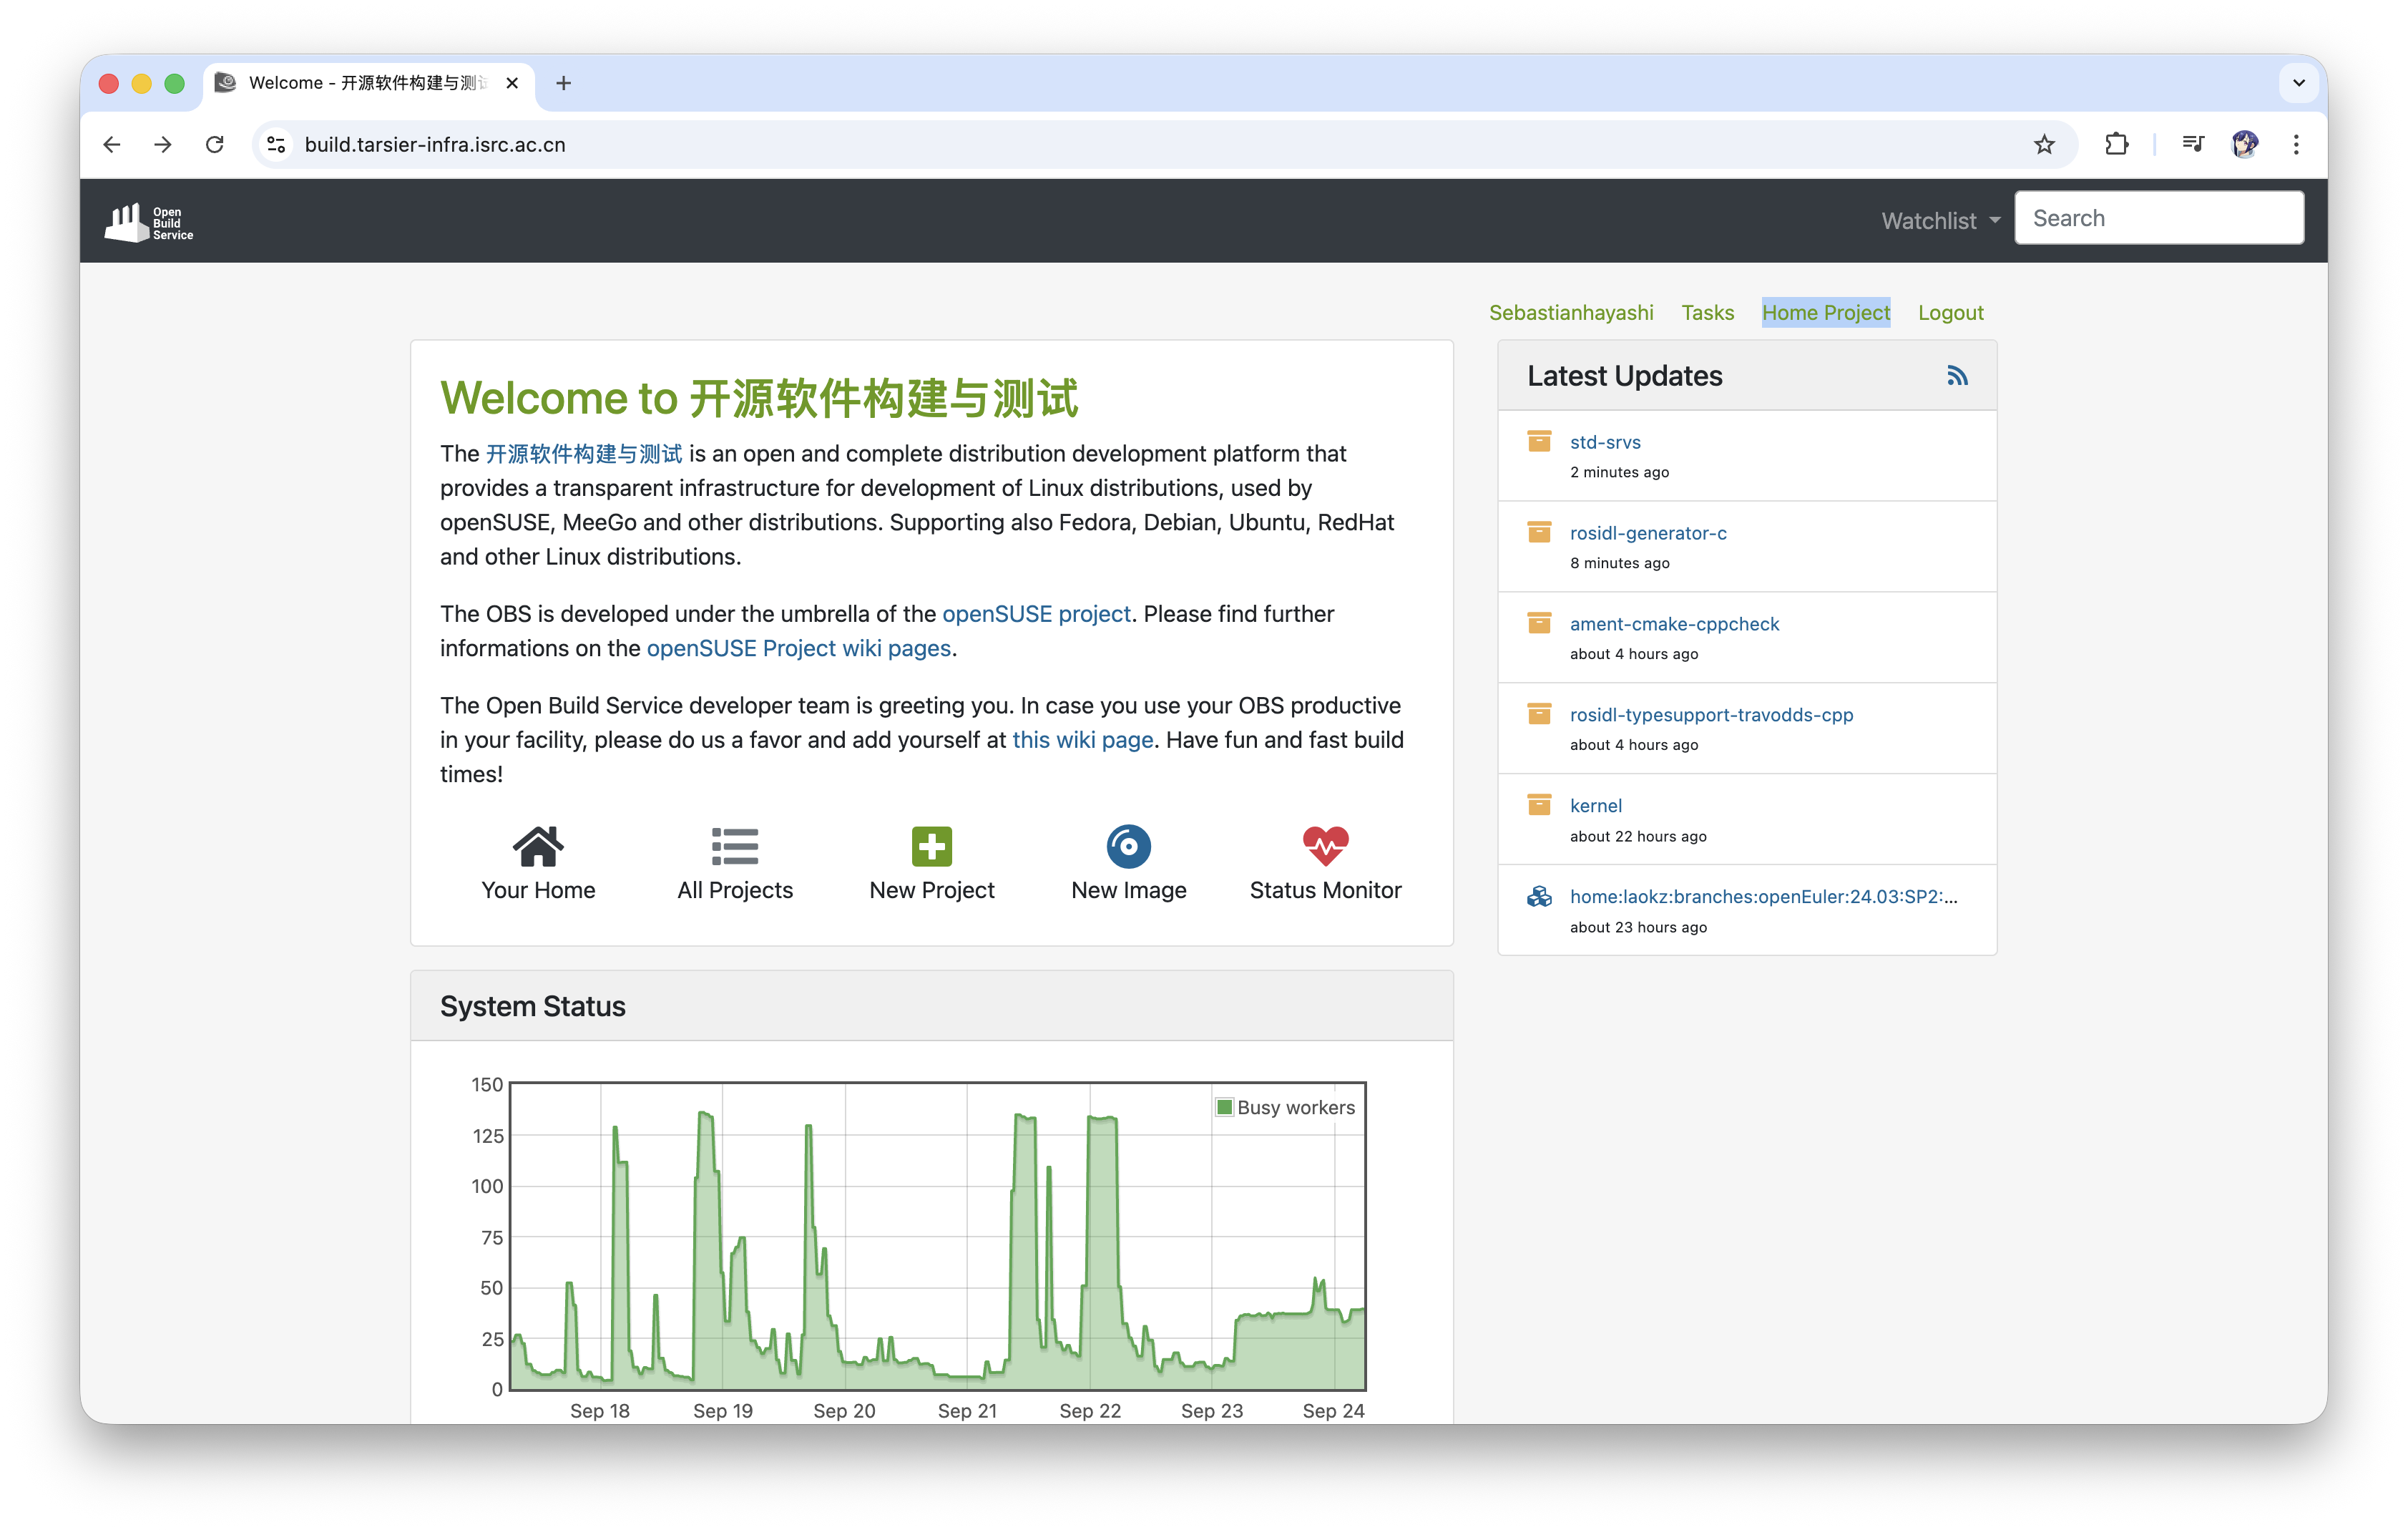 Welcome - 开源软件构建与测试
build.tarsier-infra.isrc.ac.cn
Open
Build
Service
Watchlist
Search
Sebastianhayashi Tasks Home Project Logout
Welcome to 开源软件构建与测试
The 开源软件构建与测试 is an open and complete distribution development platform that
provides a transparent infrastructure for development of Linux distributions, used by
openSUSE, MeeGo and other distributions. Supporting also Fedora, Debian, Ubuntu, RedHat
and other Linux distributions.
The OBS is developed under the umbrella of the openSUSE project. Please find further
informations on the openSUSE Project wiki pages.
The Open Build Service developer team is greeting you. In case you use your OBS productive
in your facility, please do us a favor and add yourself at this wiki page. Have fun and fast build
times!
Your Home All Projects New Project New Image Status Monitor
Latest Updates
std-srvs
2 minutes ago
rosidl-generator-c
8 minutes ago
ament-cmake-cppcheck
about 4 hours ago
rosidl-typesupport-travodds-cpp
about 4 hours ago
kernel
about 22 hours ago
home:laokz:branches:openEuler:24.03:SP2:...
about 23 hours ago
System Status
Busy workers
150
125
100
75
50
25
0
Sep 18 Sep 19 Sep 20 Sep 21 Sep 22 Sep 23 Sep 24